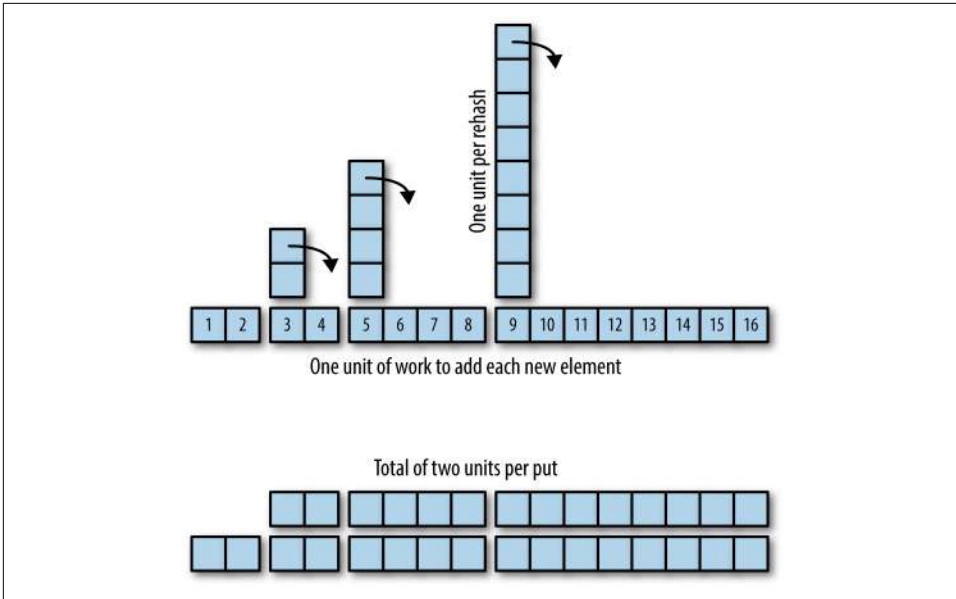 One unit per rehash
1 2 3 4 5 6 7 8 9 10 11 12 13 14 15 16
One unit of work to add each new element
Total of two units per put